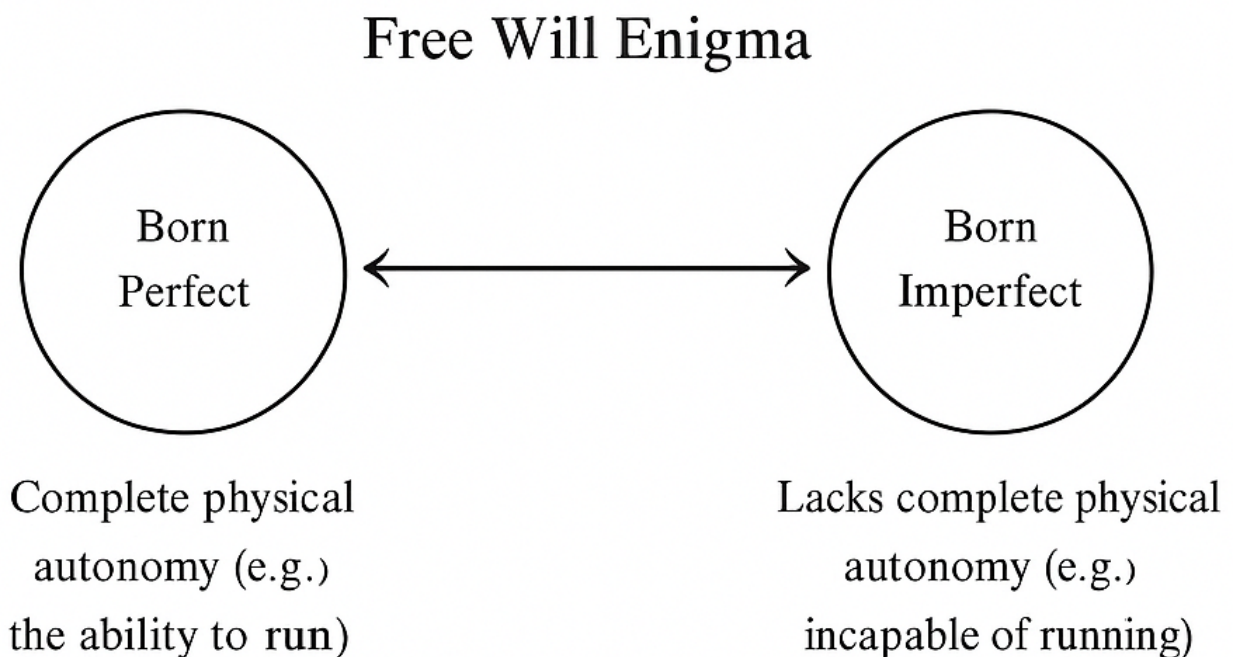 Free Will Enigma
Born
Perfect
Born
Imperfect
Complete physical
autonomy (e.g.)
the ability to run)
Lacks complete physical
autonomy (e.g.)
incapable of running)